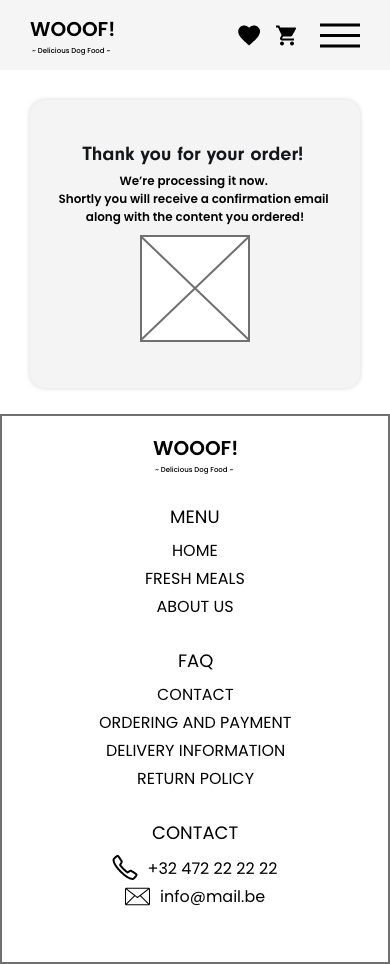 WOOOF!
~ Delicious Dog Food ~
Thank you for your order!
We're processing it now.
Shortly you will receive a confirmation email
along with the content you ordered!
WOOOF!
~ Delicious Dog Food ~
MENU
HOME
FRESH MEALS
ABOUT US
FAQ
CONTACT
ORDERING AND PAYMENT
DELIVERY INFORMATION
RETURN POLICY
CONTACT
+32 472 22 22 22
info@mail.be